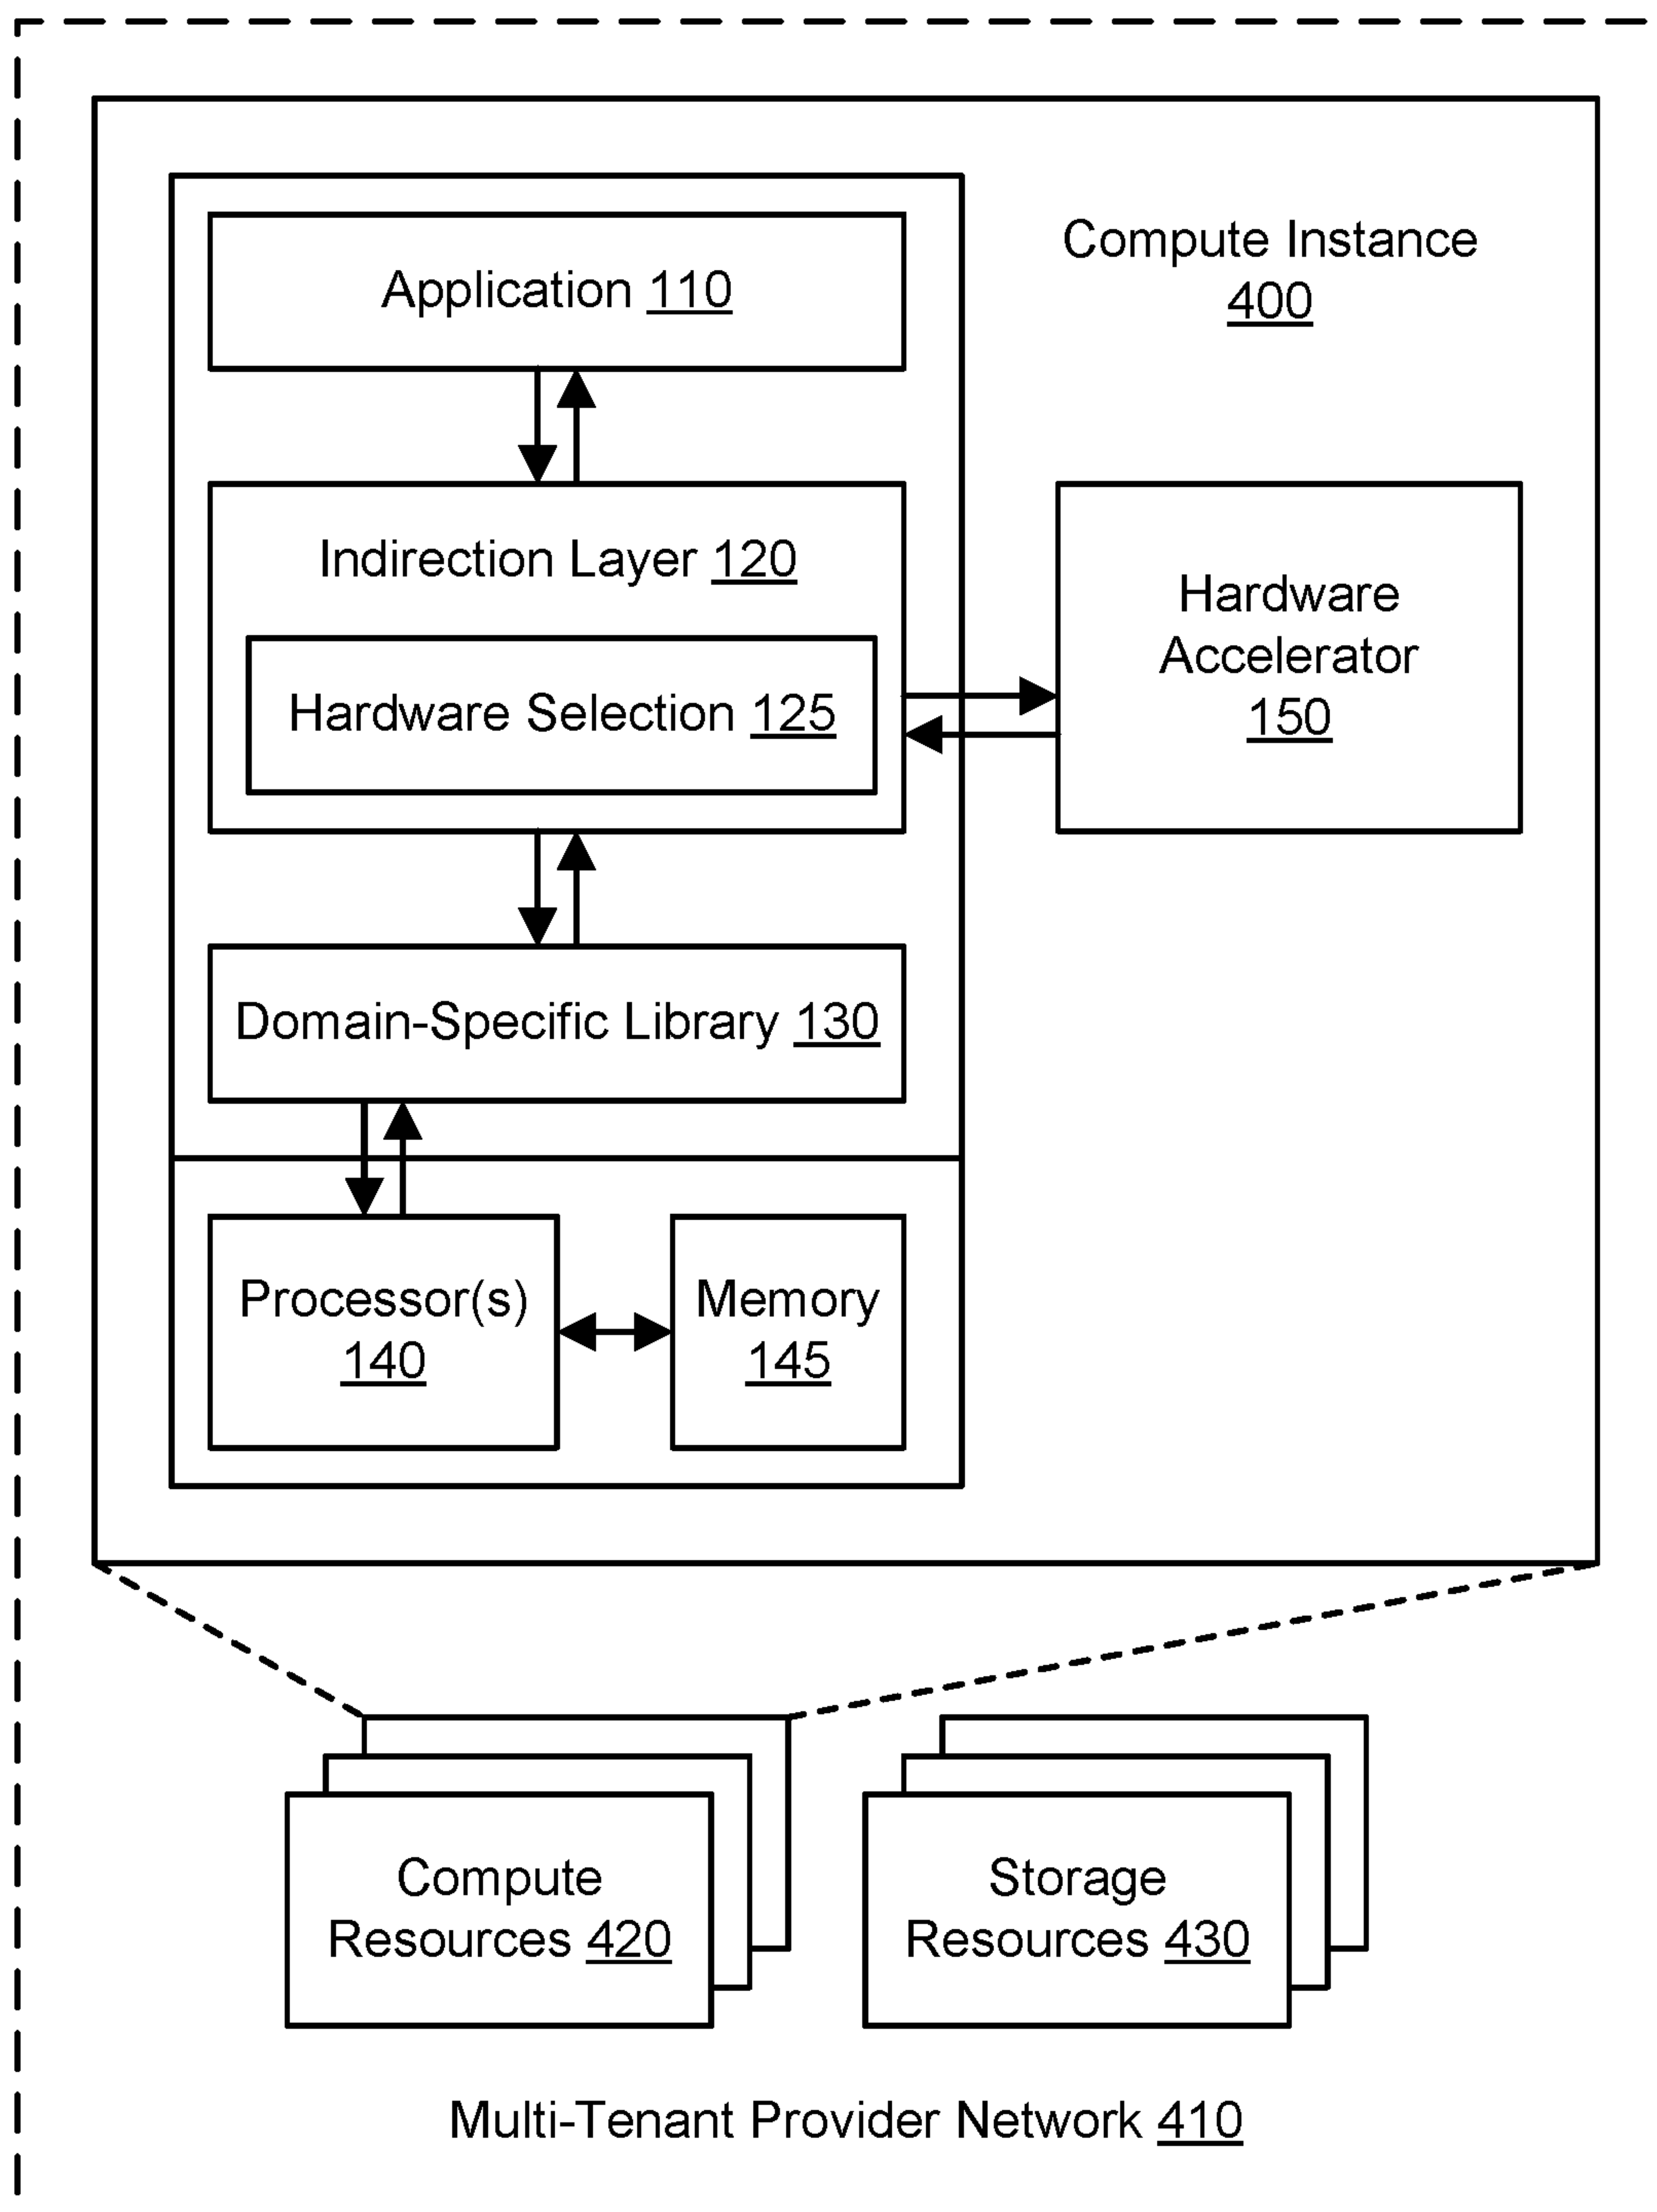 Compute Instance
400
Application 110
Indirection Layer 120
Hardware Selection 125
Hardware
Accelerator
150
Domain-Specific Library 130
Processor(s)
140
Memory
145
Compute
Resources 420
Storage
Resources 430
Multi-Tenant Provider Network 410